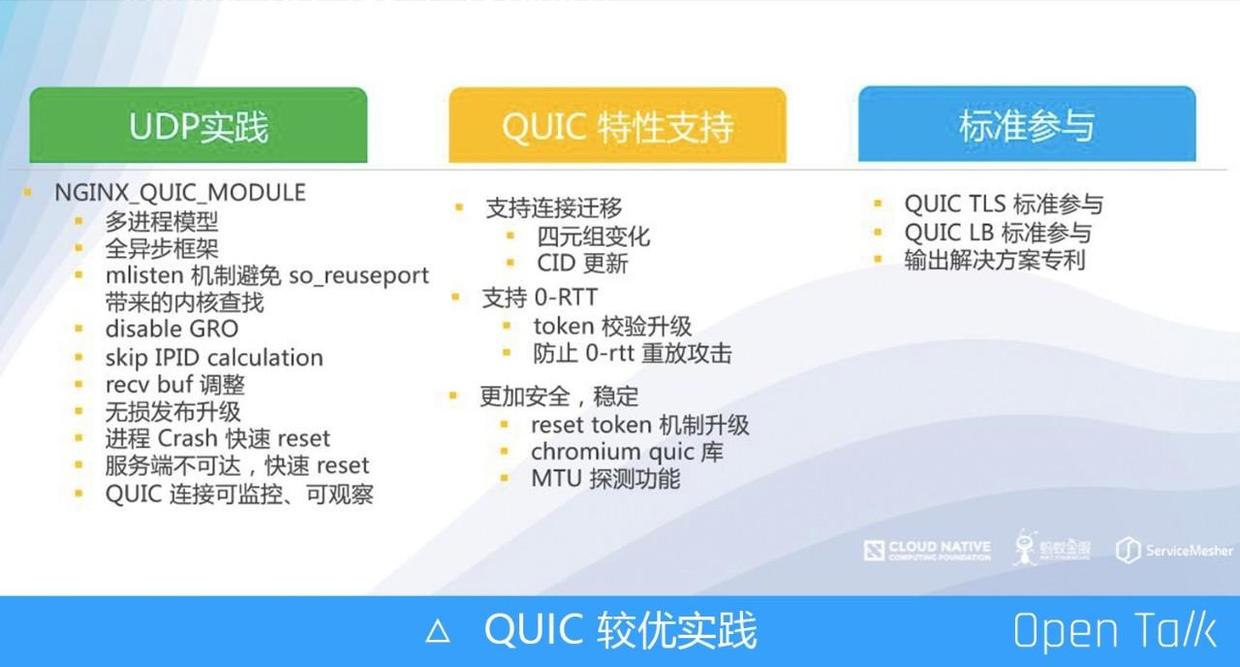 UDP实践
NGINX_QUIC_MODULE
多进程模型
全异步框架
mlisten 机制避免 so_reuseport
带来的内核查找
disable GRO
skip IPID calculation
recv buf 调整
无损发布升级
进程 Crash 快速 reset
服务端不可达，快速 reset
QUIC 连接可监控、可观察
QUIC 特性支持
支持连接迁移
四元组变化
CID 更新
支持 0-RTT
token 校验升级
防止 0-rtt 重放攻击
更加安全，稳定
reset token 机制升级
chromium quic 库
MTU 探测功能
标准参与
QUIC TLS 标准参与
QUIC LB 标准参与
输出解决方案专利
CLOUD NATIVE
COMPUTING FOUNDATION
蚂蚁金服
ServiceMesher
△ QUIC 较优实践
Open Talk